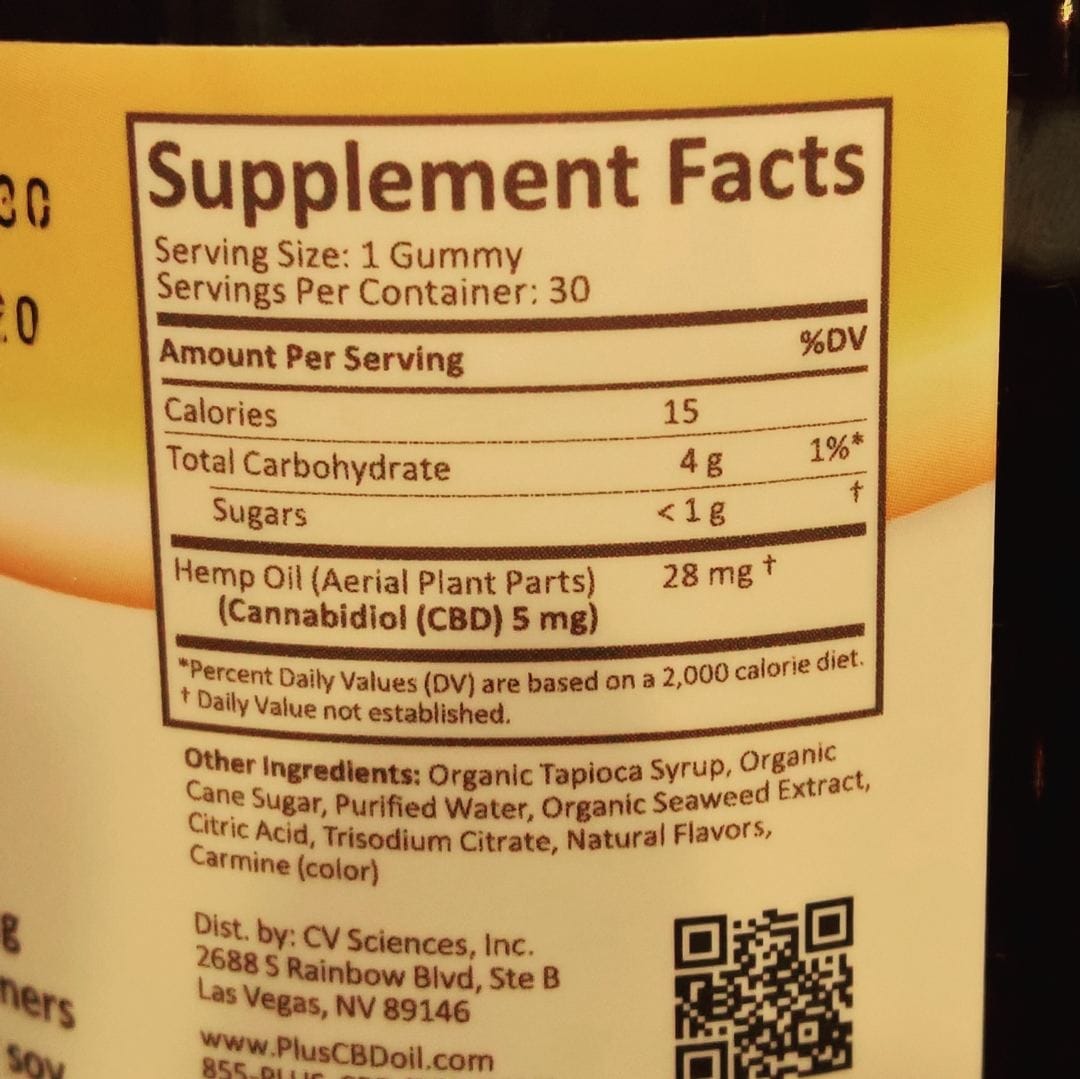 Supplement Facts
Serving Size: 1 Gummy
Servings Per Container: 30
Amount Per Serving %DV
Calories 15
Total Carbohydrate 4 g 1%*
Sugars < 1 g †
Hemp Oil (Aerial Plant Parts) 28 mg †
(Cannabidiol (CBD) 5 mg)
*Percent Daily Values (DV) are based on a 2,000 calorie diet.
† Daily Value not established.
Other Ingredients: Organic Tapioca Syrup, Organic
Cane Sugar, Purified Water, Organic Seaweed Extract,
Citric Acid, Trisodium Citrate, Natural Flavors,
Carmine (color)
Dist. by: CV Sciences, Inc.
2688 S Rainbow Blvd, Ste B
Las Vegas, NV 89146
www.PlusCBDoil.com
soy